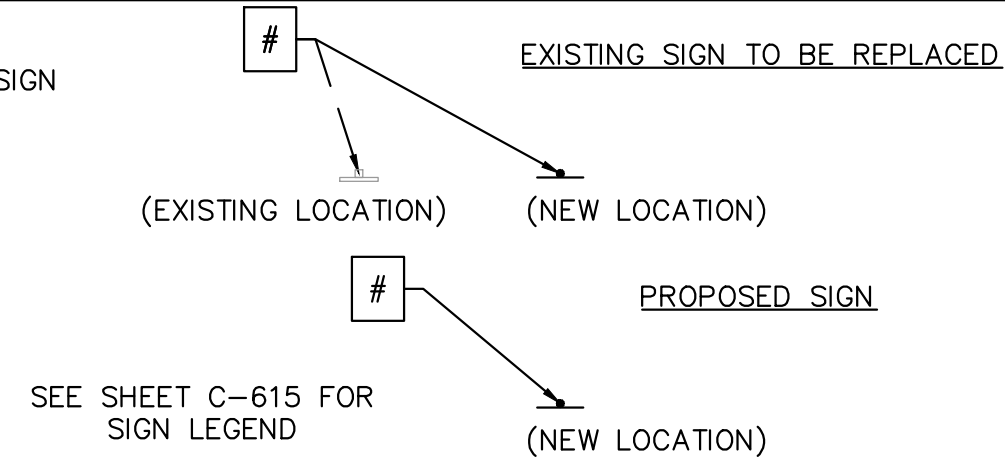 #
EXISTING SIGN TO BE REPLACED
SIGN
(EXISTING LOCATION)
(NEW LOCATION)
#
PROPOSED SIGN
SEE SHEET C-615 FOR
SIGN LEGEND
(NEW LOCATION)